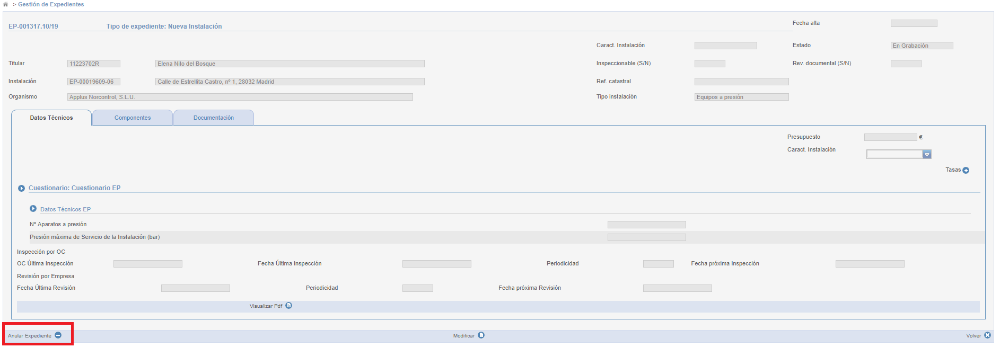 > Gestión de Expedientes
EP-001317.10/19 Tipo de expediente: Nueva Instalación Fecha alta
Caract. Instalación Estado En Grabación
Titular 11223702R Elena Nito del Bosque Inspeccionable (S/N) Rev. documental (S/N)
Instalación EP-00019609-06 Calle de Estrellita Castro, nº 1, 28032 Madrid Ref. catastral
Organismo Applus Norcontrol, S.L.U. Tipo instalación Equipos a presión
Datos Técnicos Componentes Documentación
Presupuesto €
Caract. Instalación
Tasas
Cuestionario: Cuestionario EP
Datos Técnicos EP
Nº Aparatos a presión
Presión máxima de Servicio de la Instalación (bar)
Inspección por OC
OC Última Inspección Fecha Última Inspección Periodicidad Fecha próxima Inspección
Revisión por Empresa
Fecha Última Revisión Periodicidad Fecha próxima Revisión
Visualizar Pdf
Anular Expediente Modificar Volver